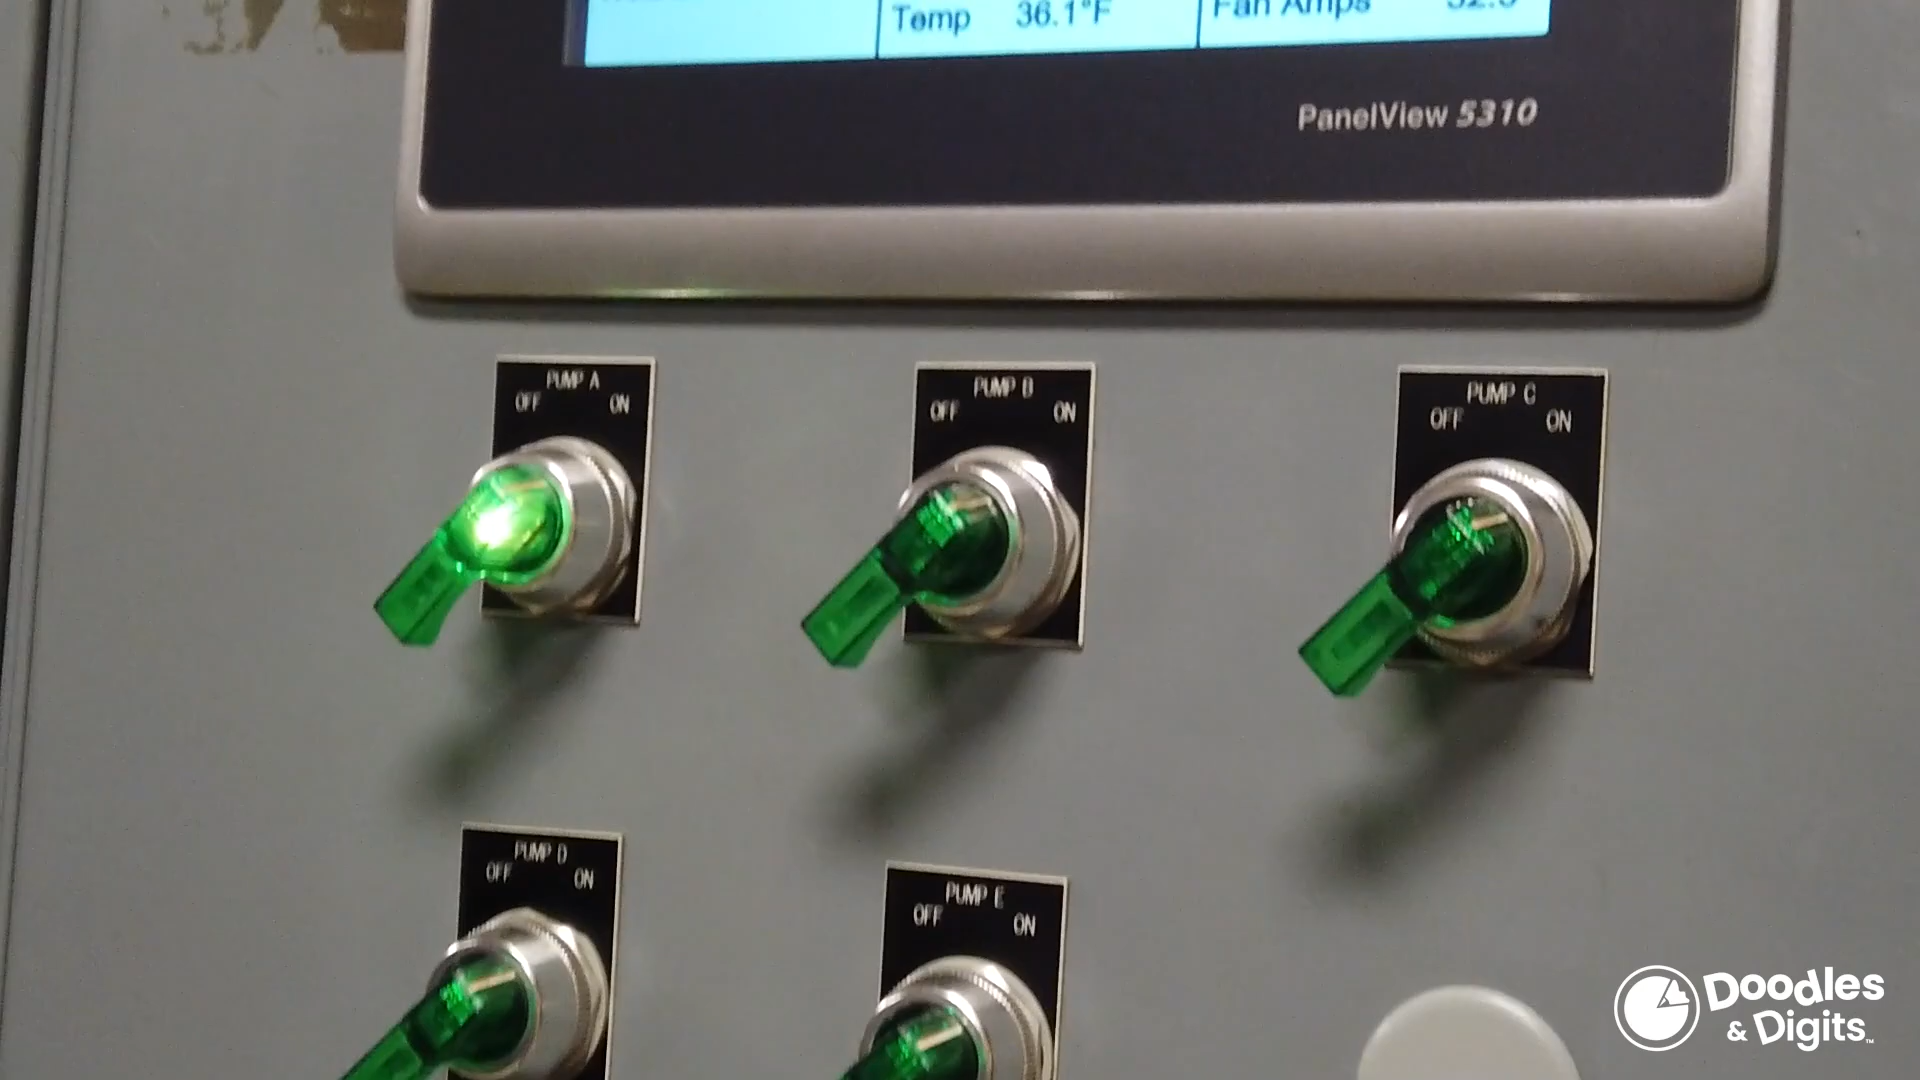 Temp 36.1°F
Fan Amps
PanelView 5310
PUMP A
OFF ON
PUMP B
OFF ON
PUMP C
OFF ON
PUMP D
OFF ON
PUMP E
OFF ON
Doodles
& Digits™